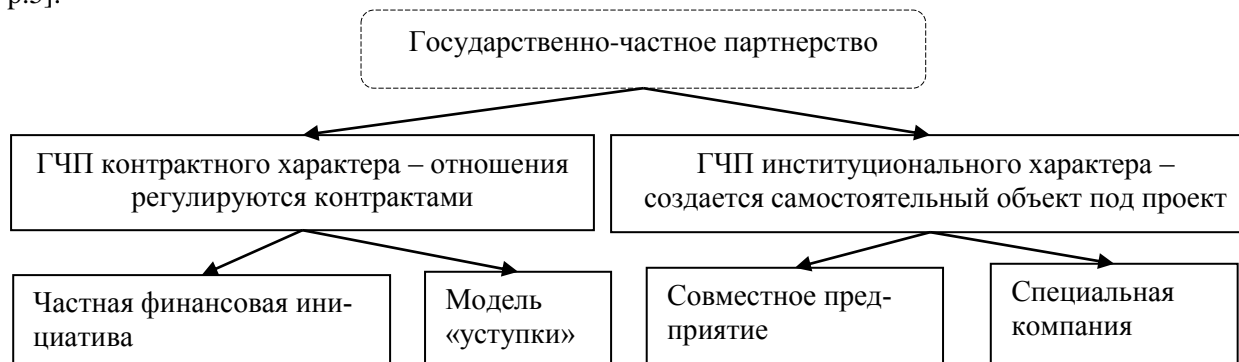 р.5].
Государственно-частное партнерство
ГЧП контрактного характера – отношения
регулируются контрактами
ГЧП институционального характера –
создается самостоятельный объект под проект
Частная финансовая ини-
циатива
Модель
«уступки»
Совместное пред-
приятие
Специальная
компания